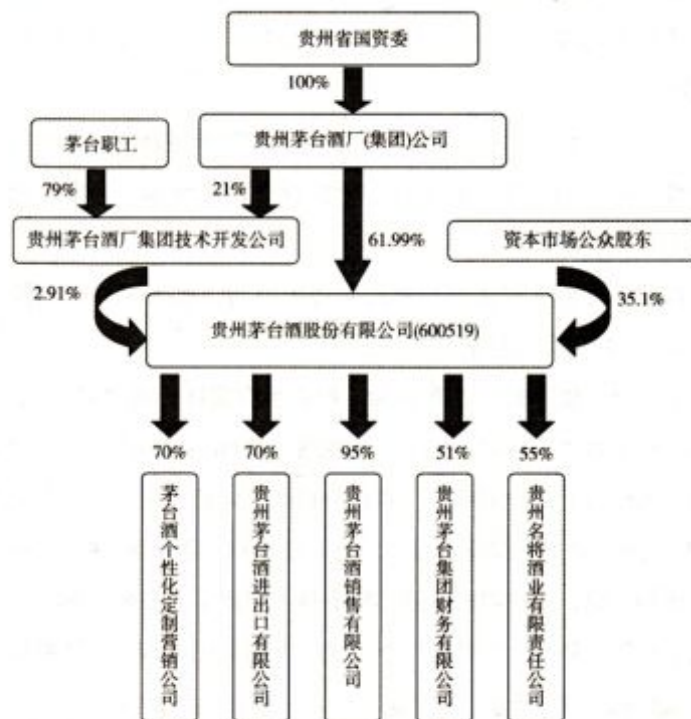 贵州省国资委
100%
茅台职工
贵州茅台酒厂(集团)公司
79%
21%
贵州茅台酒厂集团技术开发公司
61.99%
资本市场公众股东
2.91%
35.1%
贵州茅台酒股份有限公司(600519)
70%
70%
95%
51%
55%
茅台酒个性化定制营销公司
贵州茅台酒进出口有限公司
贵州茅台酒销售有限公司
贵州茅台集团财务有限公司
贵州名将酒业有限责任公司